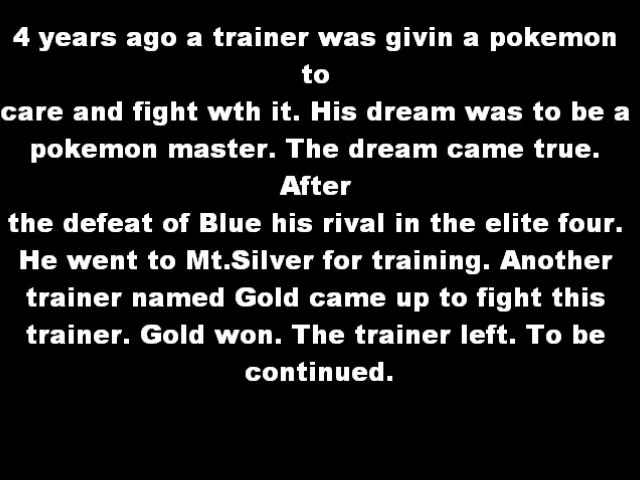 4 years ago a trainer was givin a pokemon
to
care and fight wth it. His dream was to be a
pokemon master. The dream came true.
After
the defeat of Blue his rival in the elite four.
He went to Mt.Silver for training. Another
trainer named Gold came up to fight this
trainer. Gold won. The trainer left. To be
continued.